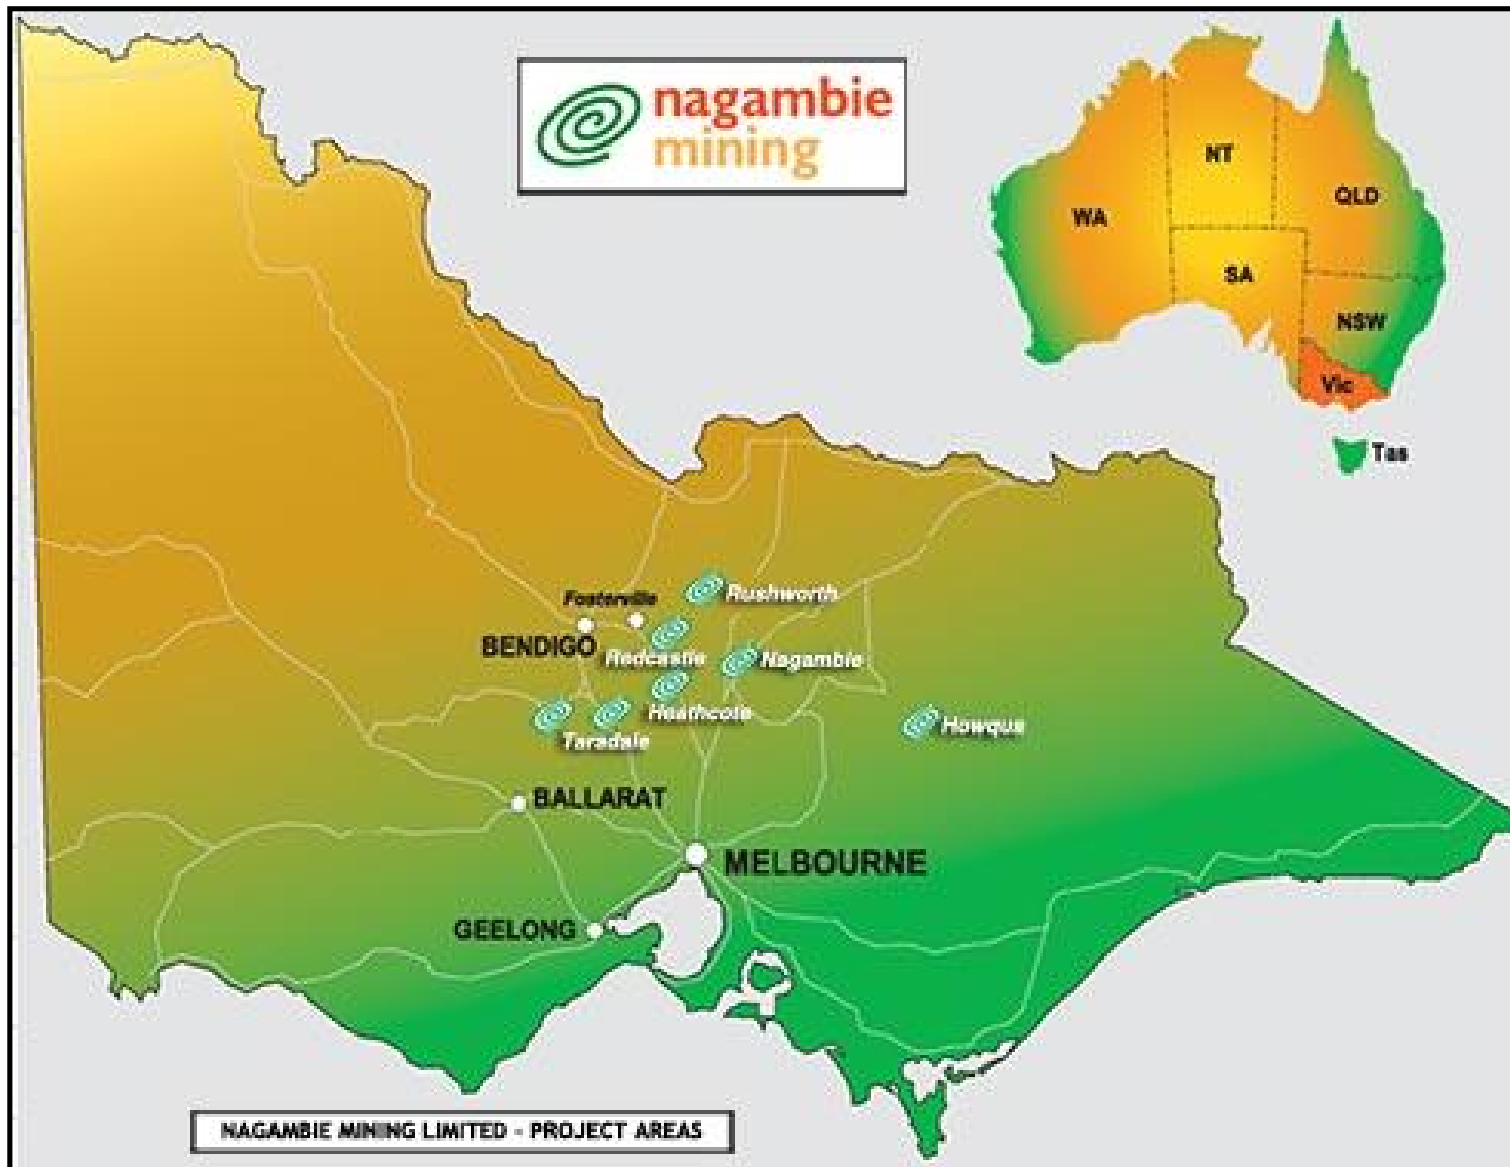 nagambie
mining
NT
QLD
WA
SA
NSW
Vic
Tas
Rushworth
Fosterville
BENDIGO
Redcastle
Nagambie
Heathcote
Taradale
Howqua
BALLARAT
MELBOURNE
GEELONG
NAGAMBIE MINING LIMITED - PROJECT AREAS